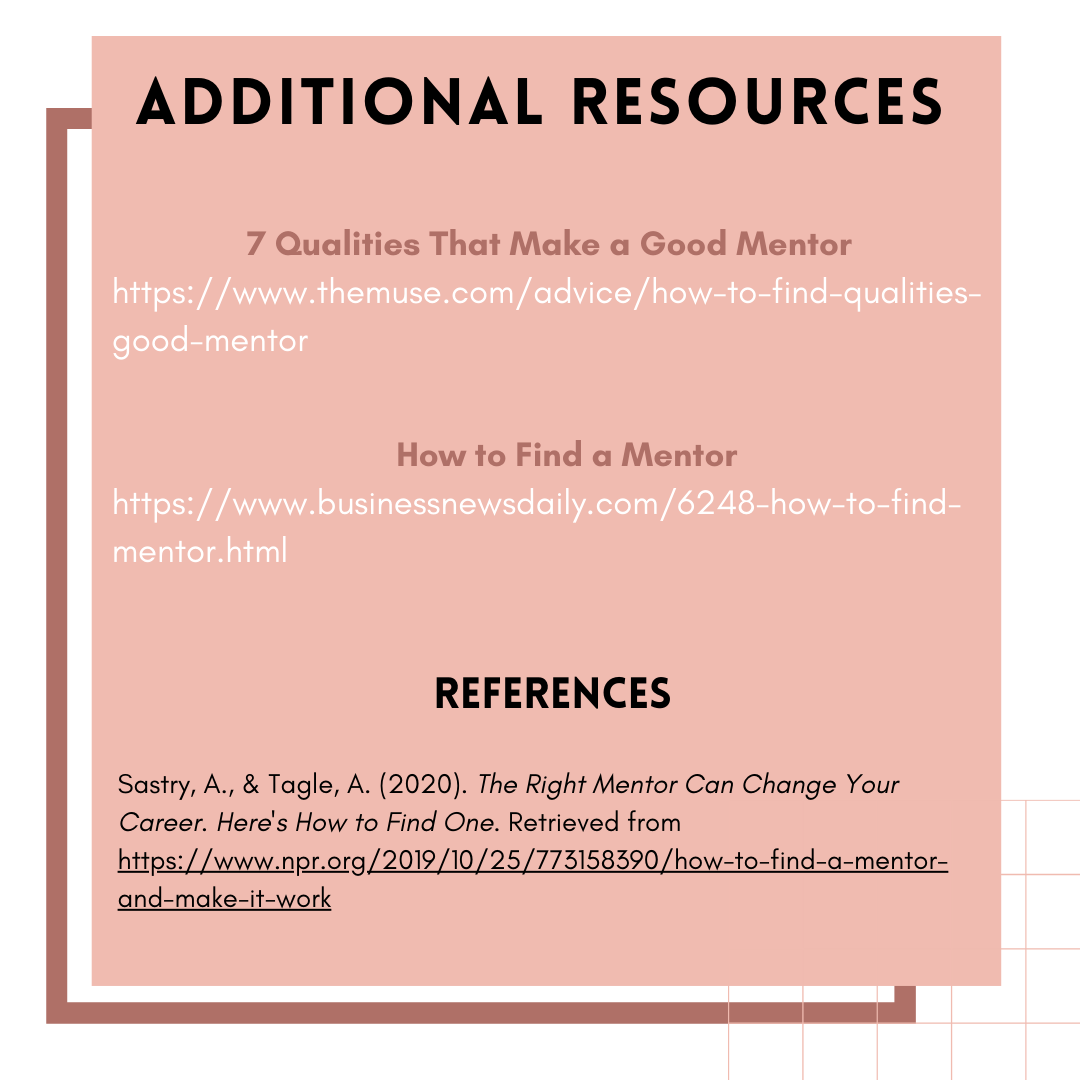 ADDITIONAL RESOURCES
7 Qualities That Make a Good Mentor
https://www.themuse.com/advice/how-to-find-qualities-
good-mentor
How to Find a Mentor
https://www.businessnewsdaily.com/6248-how-to-find-
mentor.html
REFERENCES
Sastry, A., & Tagle, A. (2020). The Right Mentor Can Change Your
Career. Here's How to Find One. Retrieved from
https://www.npr.org/2019/10/25/773158390/how-to-find-a-mentor-
and-make-it-work